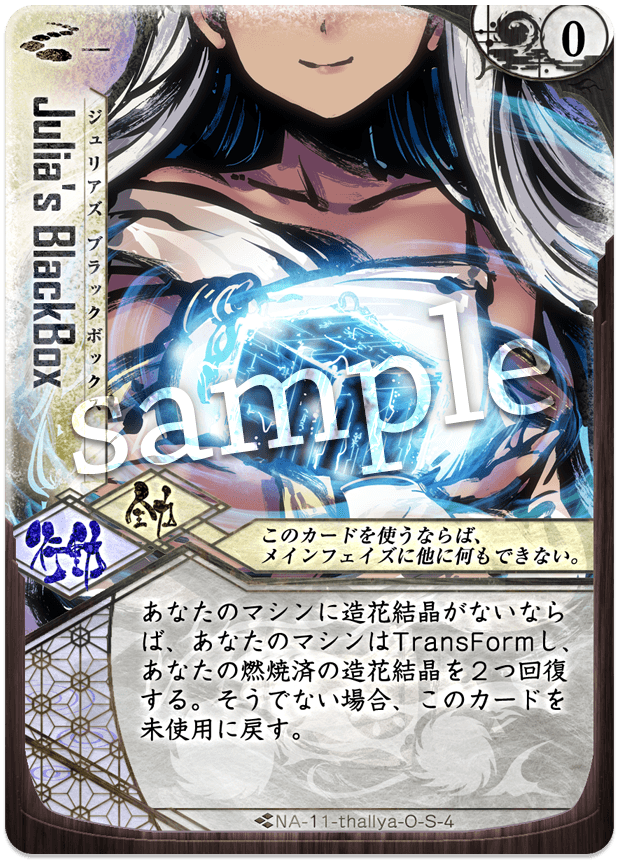 0
Julia's BlackBox
ジュリアズ ブラックボックス
sample
全力
行動
このカードを使うならば、
メインフェイズに他に何もできない。
あなたのマシンに造花結晶がないなら
ば、あなたのマシンはTransFormし、
あなたの燃焼済の造花結晶を２つ回復
する。そうでない場合、このカードを
未使用に戻す。
NA-11-thallya-O-S-4